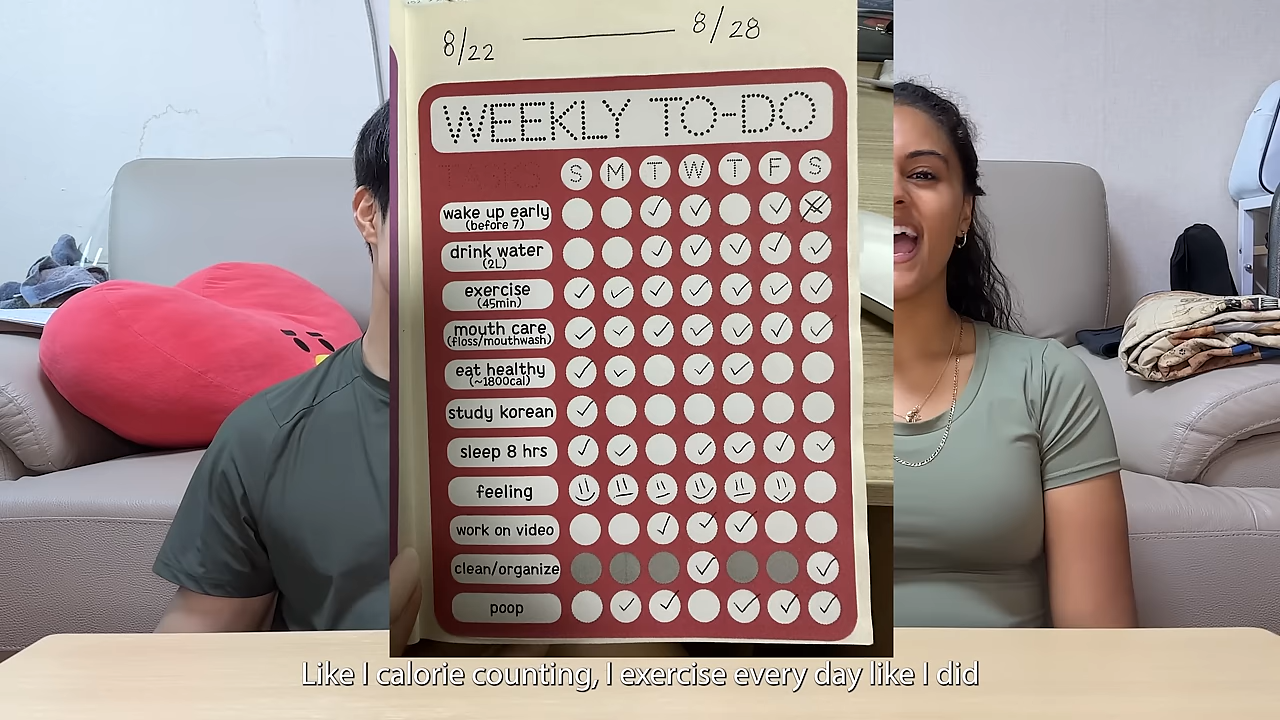 8/22 8/28
WEEKLY TO-DO
TASKS S M T W T F S
wake up early
(before 7)
drink water
(2L)
exercise
(45min)
mouth care
(floss/mouthwash)
eat healthy
(~1800cal)
study korean
sleep 8 hrs
feeling
work on video
clean/organize
poop
Like I calorie counting, I exercise every day like I did